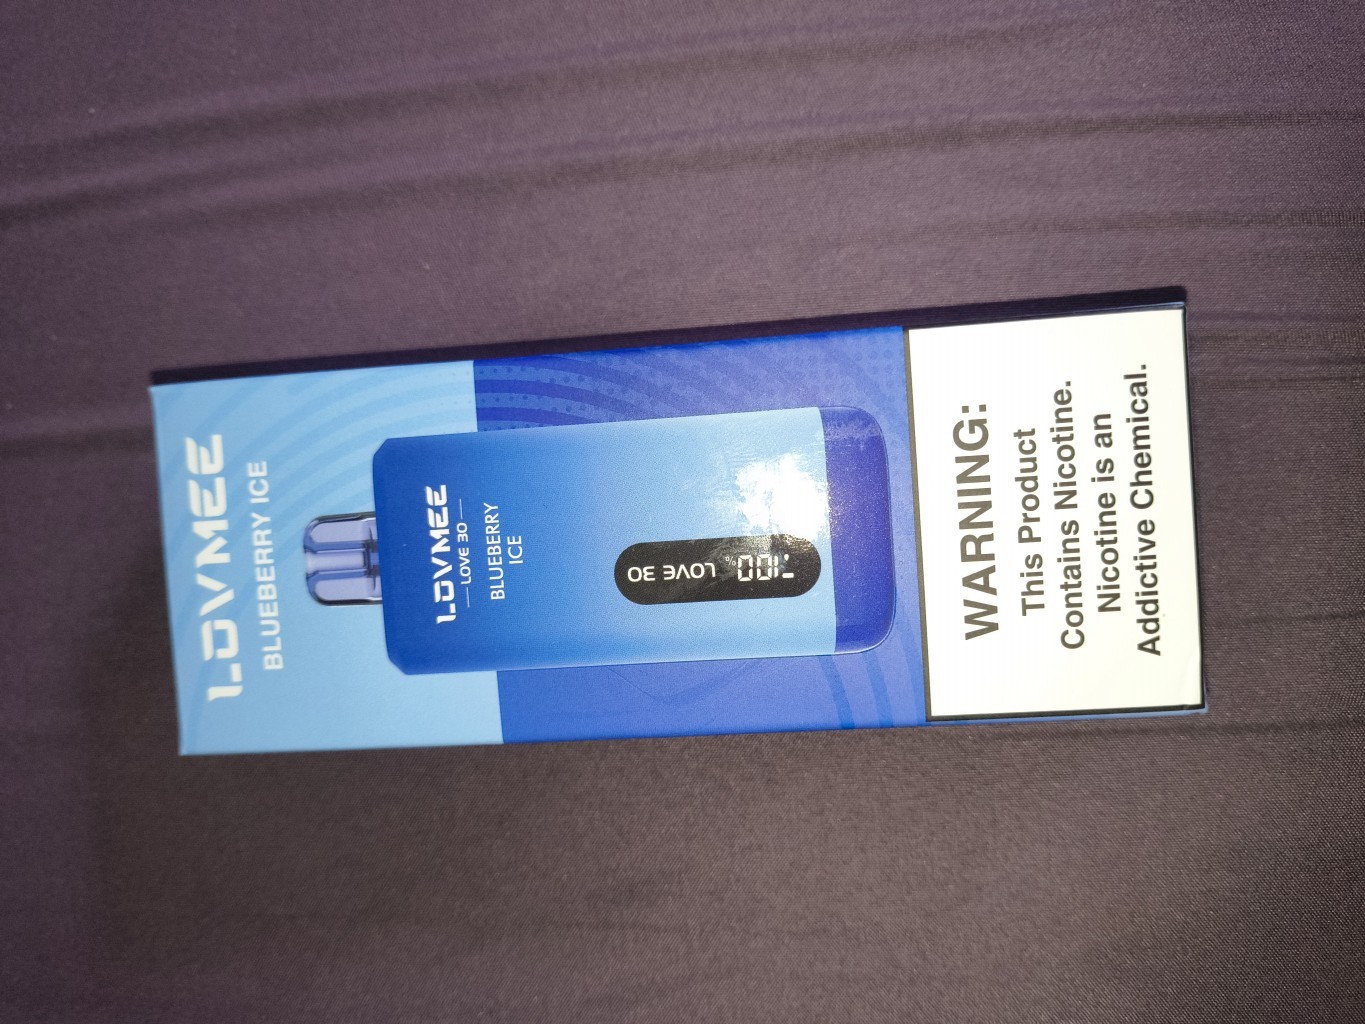 LOVMEE
BLUEBERRY ICE
LOVMEE
LOVE 30
BLUEBERRY
ICE
100%
LOVE 30
WARNING:
This Product
Contains Nicotine.
Nicotine is an
Addictive Chemical.